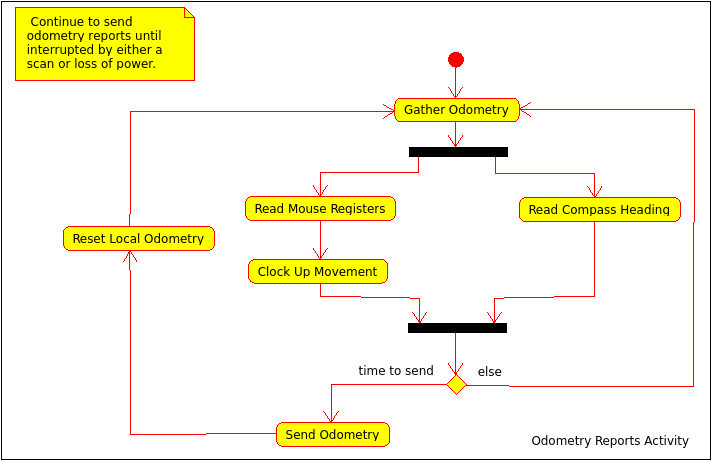 Continue to send
odometry reports until
interrupted by either a
scan or loss of power.
Gather Odometry
Read Mouse Registers
Read Compass Heading
Reset Local Odometry
Clock Up Movement
time to send
else
Send Odometry
Odometry Reports Activity